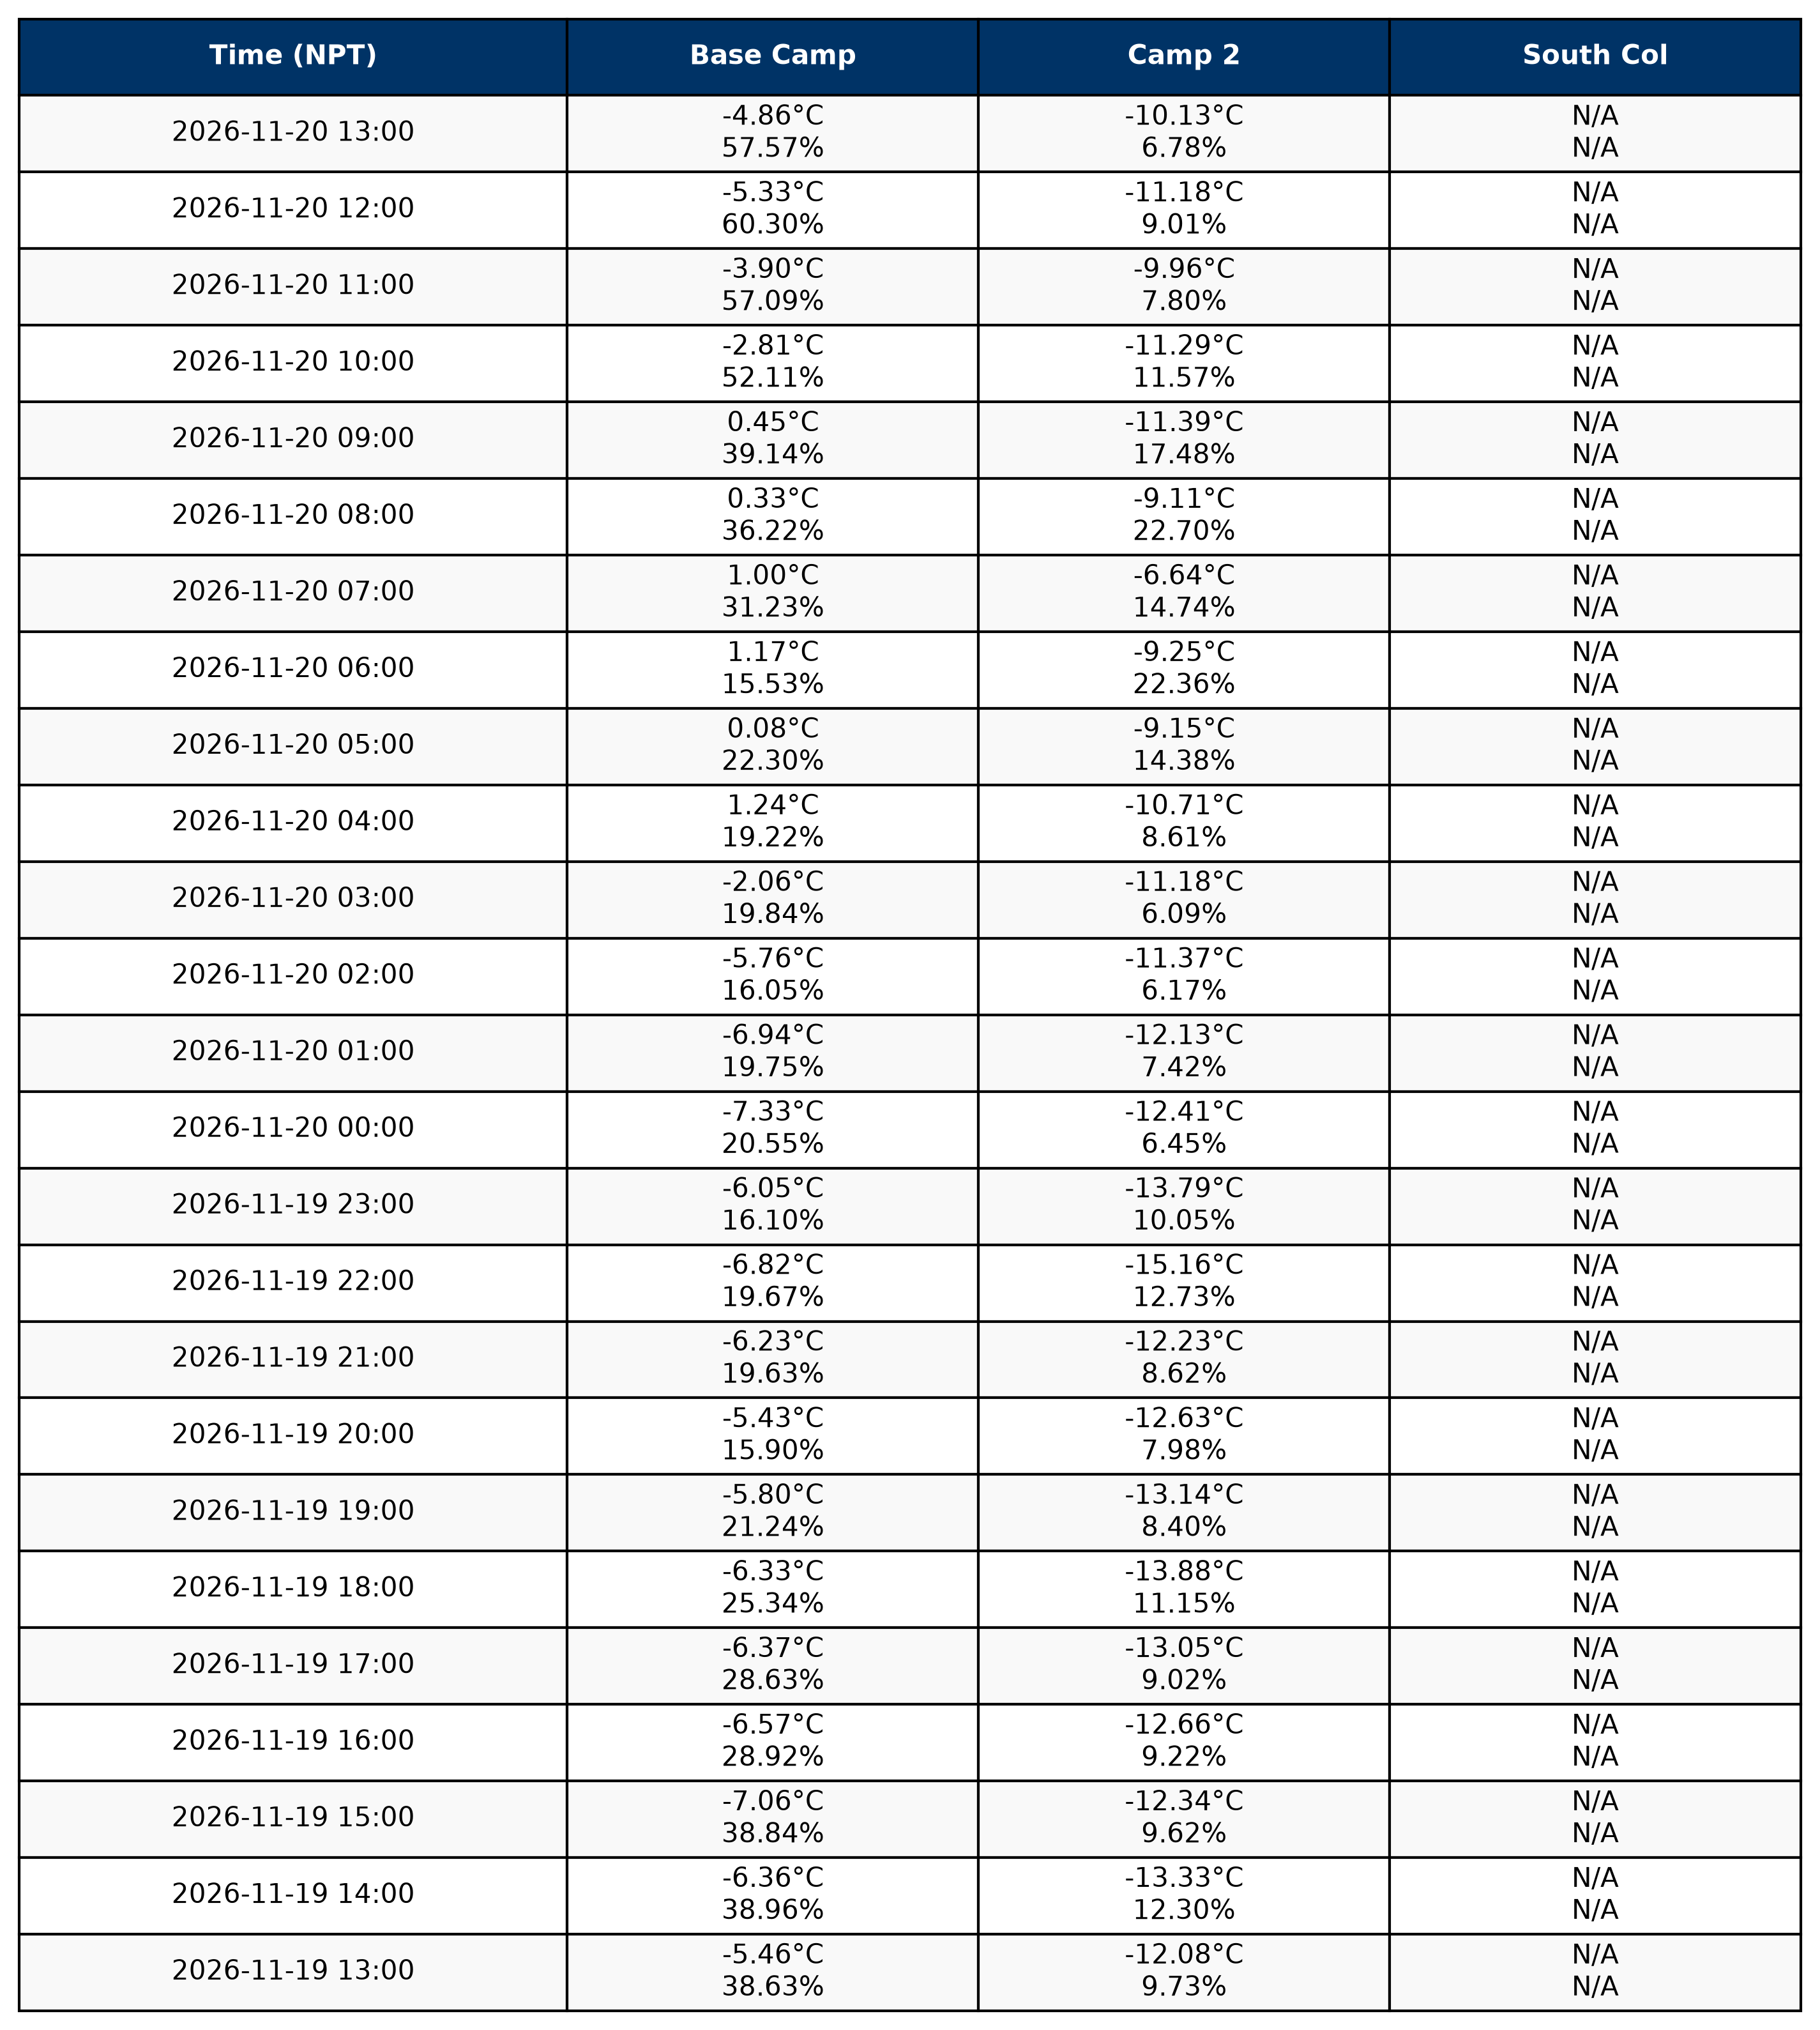 Time (NPT) Base Camp Camp 2 South Col
2026-11-20 13:00 -4.86°C 57.57% -10.13°C 6.78% N/A N/A
2026-11-20 12:00 -5.33°C 60.30% -11.18°C 9.01% N/A N/A
2026-11-20 11:00 -3.90°C 57.09% -9.96°C 7.80% N/A N/A
2026-11-20 10:00 -2.81°C 52.11% -11.29°C 11.57% N/A N/A
2026-11-20 09:00 0.45°C 39.14% -11.39°C 17.48% N/A N/A
2026-11-20 08:00 0.33°C 36.22% -9.11°C 22.70% N/A N/A
2026-11-20 07:00 1.00°C 31.23% -6.64°C 14.74% N/A N/A
2026-11-20 06:00 1.17°C 15.53% -9.25°C 22.36% N/A N/A
2026-11-20 05:00 0.08°C 22.30% -9.15°C 14.38% N/A N/A
2026-11-20 04:00 1.24°C 19.22% -10.71°C 8.61% N/A N/A
2026-11-20 03:00 -2.06°C 19.84% -11.18°C 6.09% N/A N/A
2026-11-20 02:00 -5.76°C 16.05% -11.37°C 6.17% N/A N/A
2026-11-20 01:00 -6.94°C 19.75% -12.13°C 7.42% N/A N/A
2026-11-20 00:00 -7.33°C 20.55% -12.41°C 6.45% N/A N/A
2026-11-19 23:00 -6.05°C 16.10% -13.79°C 10.05% N/A N/A
2026-11-19 22:00 -6.82°C 19.67% -15.16°C 12.73% N/A N/A
2026-11-19 21:00 -6.23°C 19.63% -12.23°C 8.62% N/A N/A
2026-11-19 20:00 -5.43°C 15.90% -12.63°C 7.98% N/A N/A
2026-11-19 19:00 -5.80°C 21.24% -13.14°C 8.40% N/A N/A
2026-11-19 18:00 -6.33°C 25.34% -13.88°C 11.15% N/A N/A
2026-11-19 17:00 -6.37°C 28.63% -13.05°C 9.02% N/A N/A
2026-11-19 16:00 -6.57°C 28.92% -12.66°C 9.22% N/A N/A
2026-11-19 15:00 -7.06°C 38.84% -12.34°C 9.62% N/A N/A
2026-11-19 14:00 -6.36°C 38.96% -13.33°C 12.30% N/A N/A
2026-11-19 13:00 -5.46°C 38.63% -12.08°C 9.73% N/A N/A